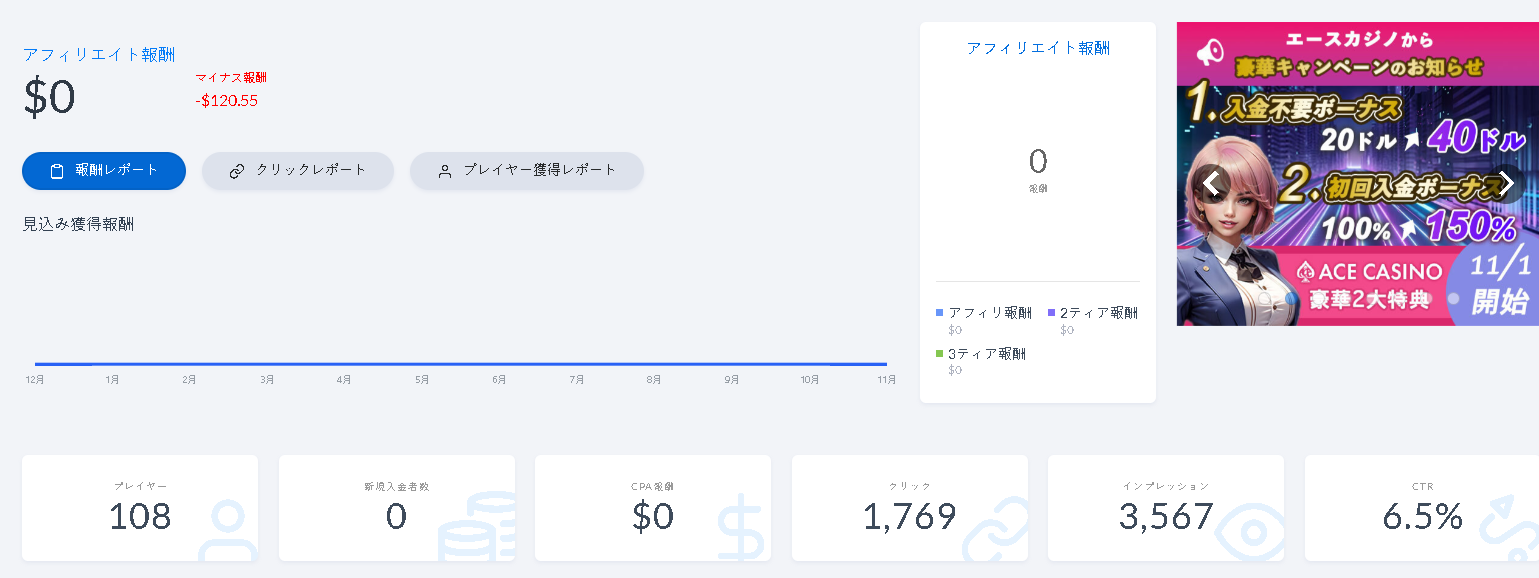 アフィリエイト報酬
$0
マイナス報酬
-$120.55
報酬レポート
クリックレポート
プレイヤー獲得レポート
見込み獲得報酬
12月
1月
2月
3月
4月
5月
6月
7月
8月
9月
10月
11月
アフィリエイト報酬
0
報酬
アフィリ報酬
$0
2ティア報酬
$0
3ティア報酬
$0
エースカジノから
豪華キャンペーンのお知らせ
1.入金不要ボーナス
20ドル 40ドル
2.初回入金ボーナス
100% 150%
ACE CASINO
豪華2大特典
11/1
開始
プレイヤー
108
新規入金者数
0
CPA報酬
$0
クリック
1,769
インプレッション
3,567
CTR
6.5%